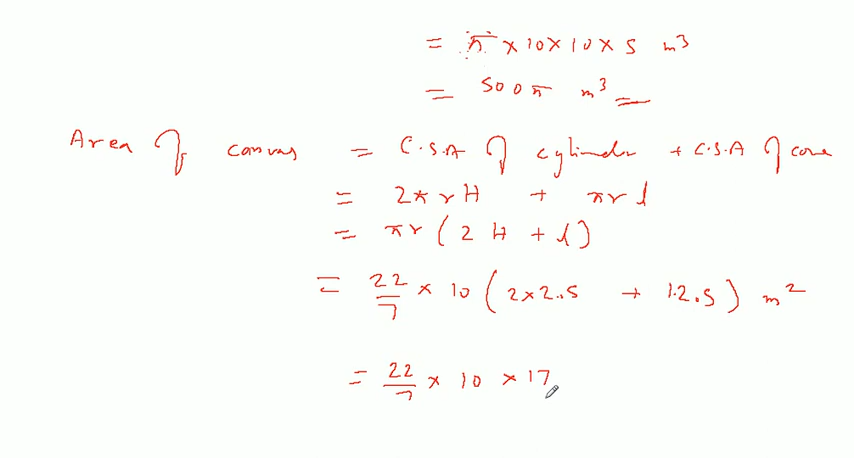 = π × 10 × 10 × 5 m³
= 500π m³
Area of canvas = C.S.A of cylinder + C.S.A of cone
= 2πrH + πrl
= πr(2H + l)
= 22/7 × 10 (2×2.5 + 12.5) m²
= 22/7 × 10 × 17